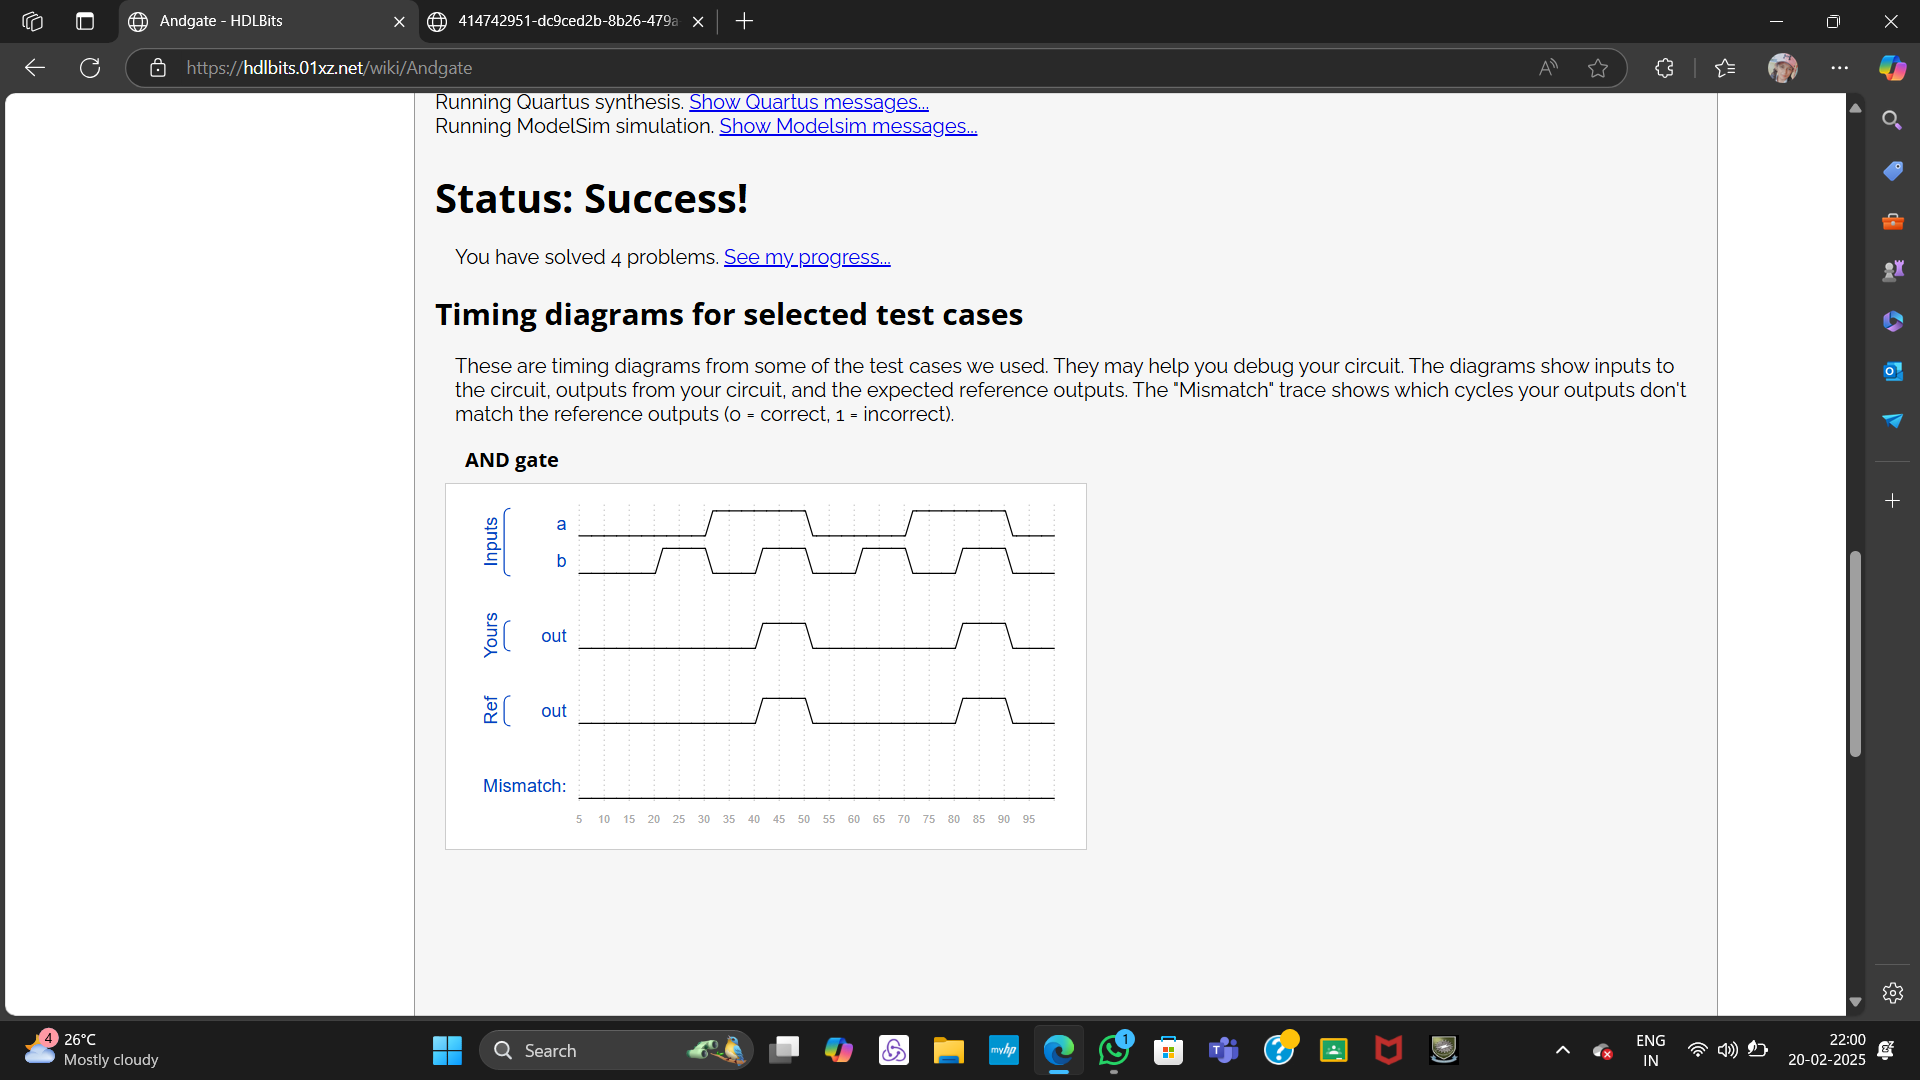 Andgate - HDLBits
414742951-dc9ced2b-8b26-479a
https://hdlbits.01xz.net/wiki/Andgate
Running Quartus synthesis. Show Quartus messages...
Running ModelSim simulation. Show Modelsim messages...
Status: Success!
You have solved 4 problems. See my progress...
Timing diagrams for selected test cases
These are timing diagrams from some of the test cases we used. They may help you debug your circuit. The diagrams show inputs to
the circuit, outputs from your circuit, and the expected reference outputs. The "Mismatch" trace shows which cycles your outputs don't
match the reference outputs (0 = correct, 1 = incorrect).
AND gate
Inputs
a
b
Yours
out
Ref
out
Mismatch:
5 10 15 20 25 30 35 40 45 50 55 60 65 70 75 80 85 90 95
4
26°C
Mostly cloudy
Search
myhp
1
ENG
IN
22:00
20-02-2025